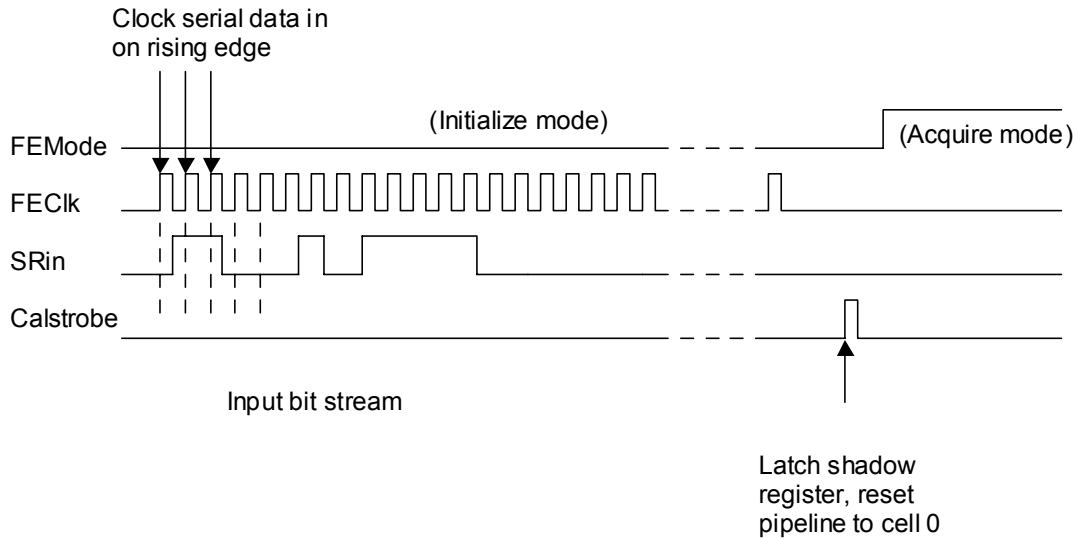 Clock serial data in
on rising edge
(Initialize mode)
(Acquire mode)
FEMode
FEClk
SRin
Calstrobe
Input bit stream
Latch shadow
register, reset
pipeline to cell 0